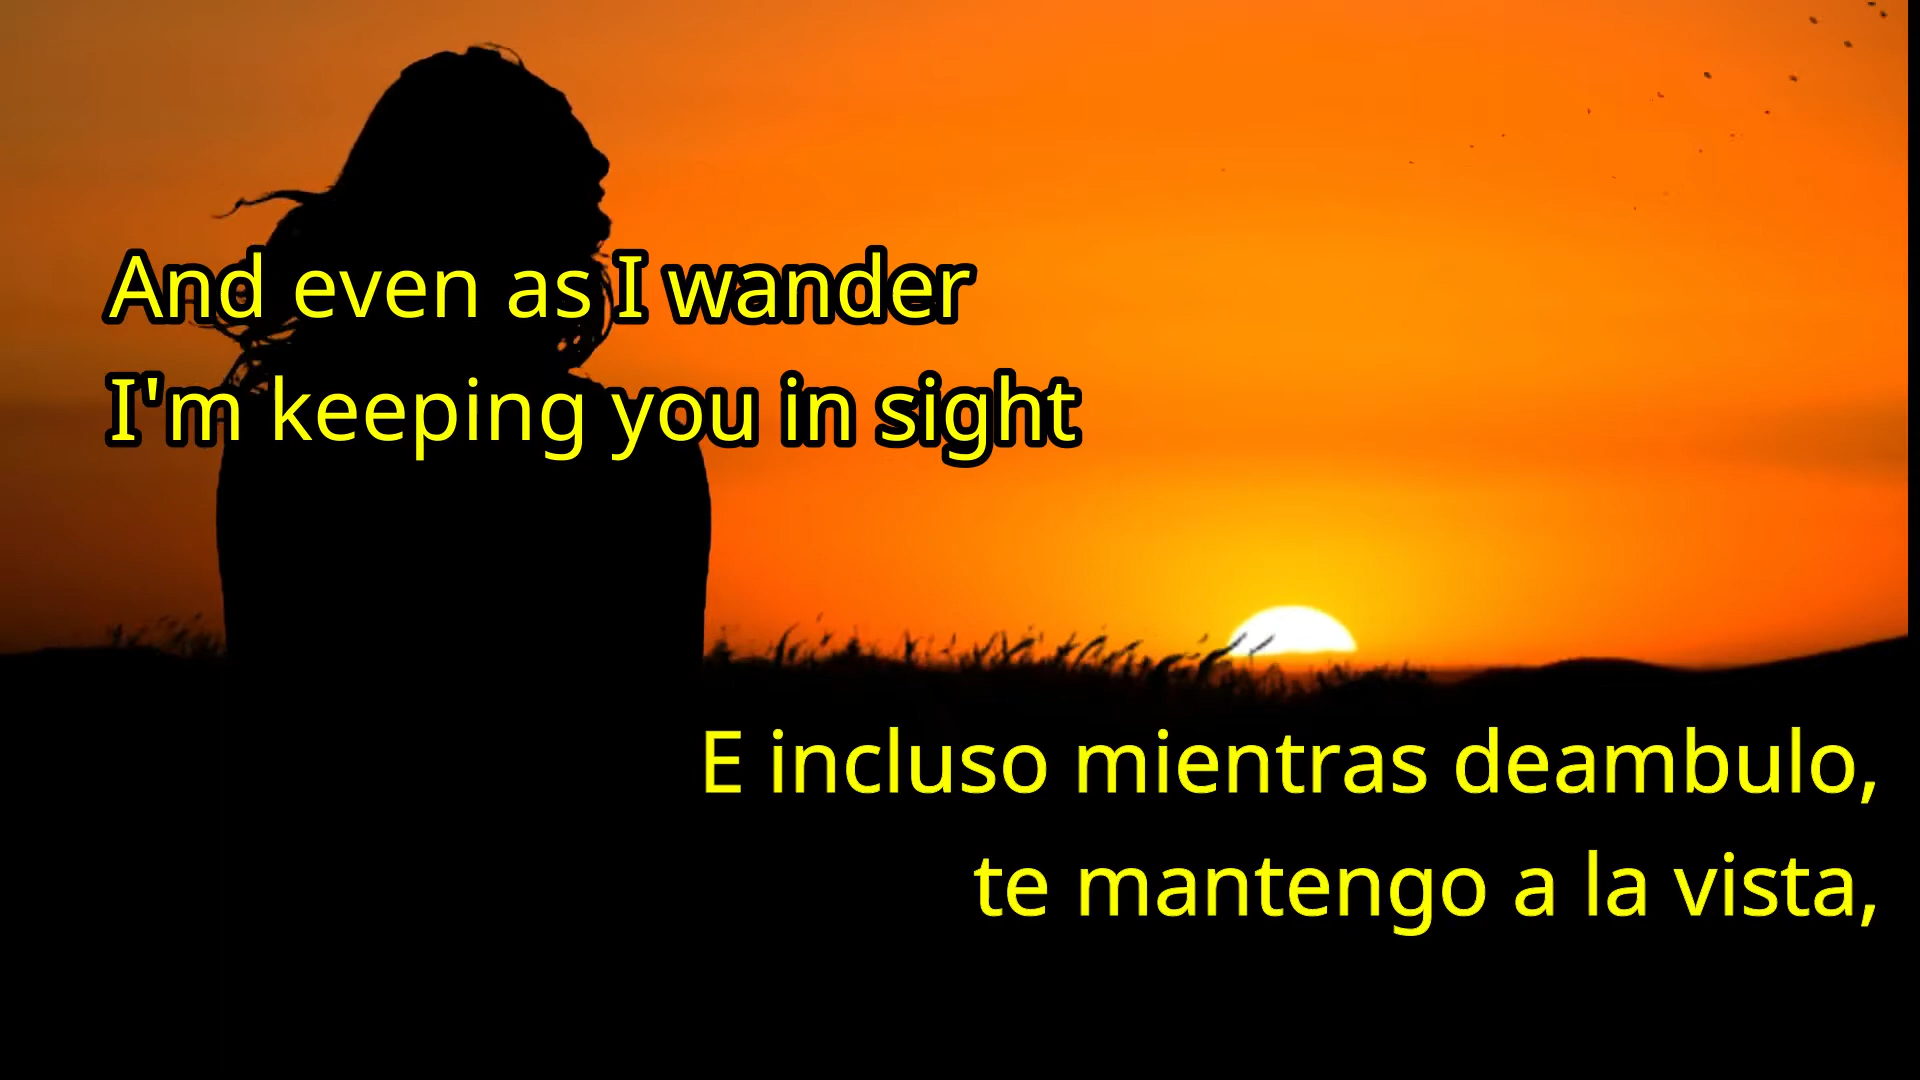 And even as I wander
I'm keeping you in sight
E incluso mientras deambulo,
te mantengo a la vista,